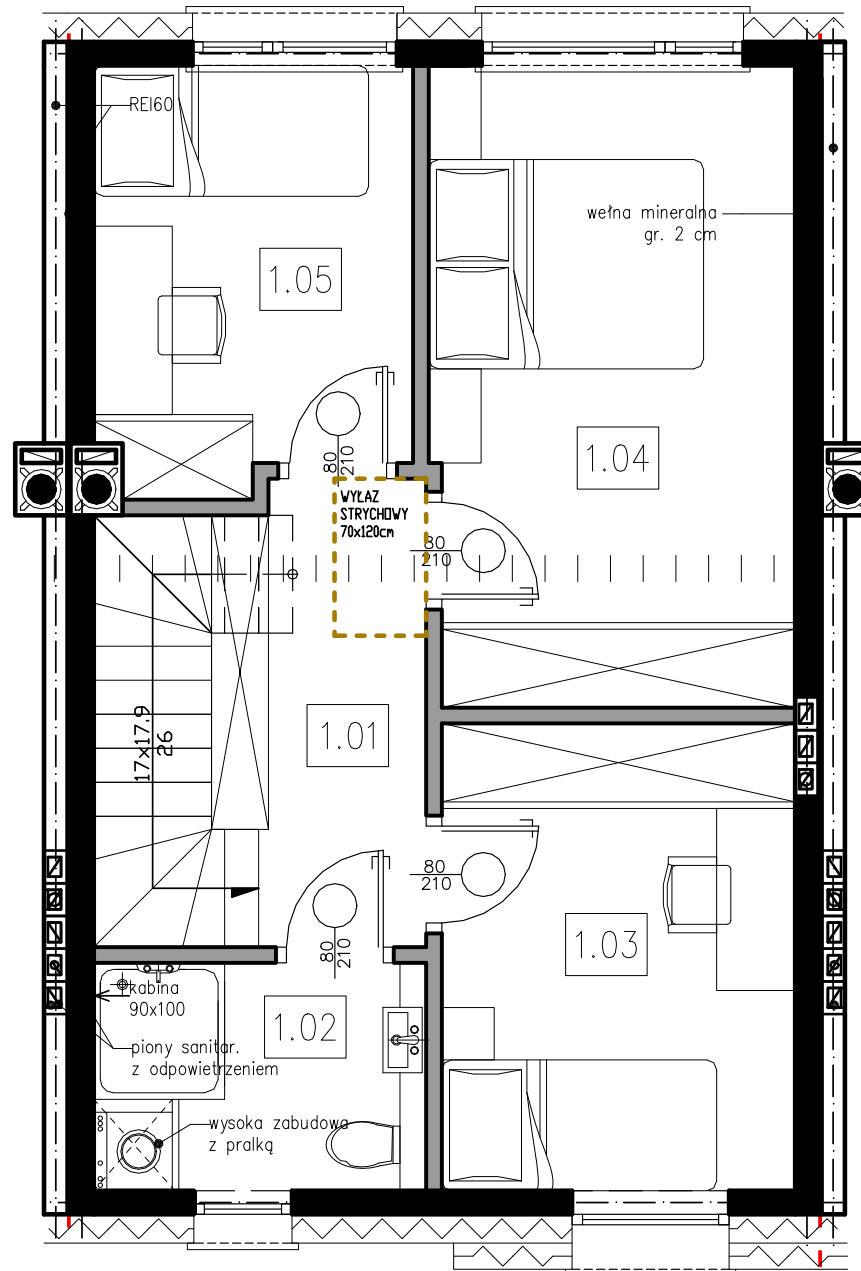 REI60
wełna mineralna
gr. 2 cm
1.05
1.04
80
210
WYŁAZ
STRYCHOWY
70x120cm
80
210
17x17.9
26
1.01
80
210
80
210
1.03
kabina
90x100
1.02
piony sanitar.
z odpowietrzeniem
wysoka zabudowa
z pralką